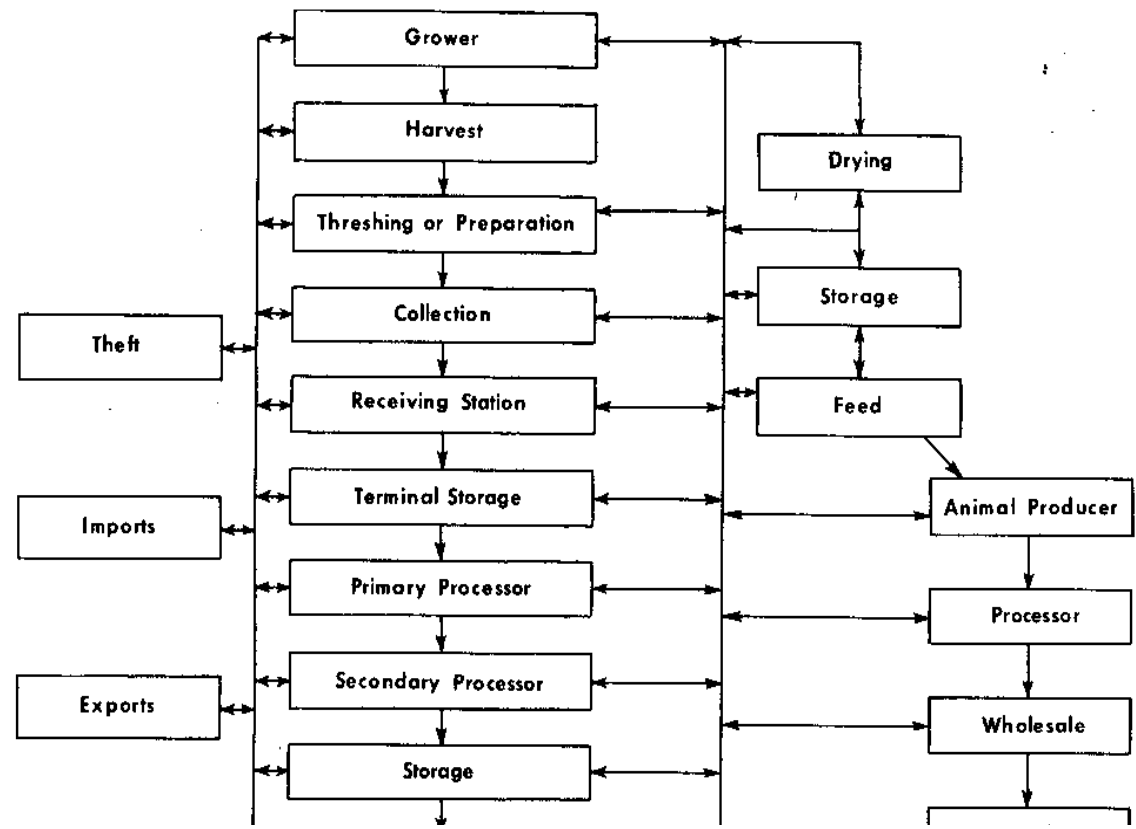 Grower
Harvest
Drying
Threshing or Preparation
Storage
Collection
Theft
Receiving Station
Feed
Terminal Storage
Animal Producer
Imports
Primary Processor
Processor
Secondary Processor
Exports
Wholesale
Storage